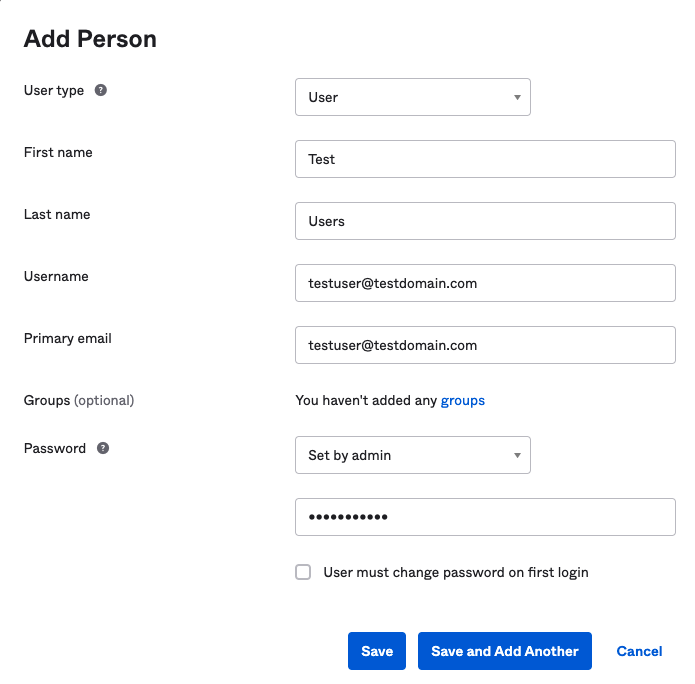 Add Person
User type ?
User
First name
Test
Last name
Users
Username
testuser@testdomain.com
Primary email
testuser@testdomain.com
Groups (optional)
You haven't added any groups
Password ?
Set by admin
•••••••••••
User must change password on first login
Save
Save and Add Another
Cancel